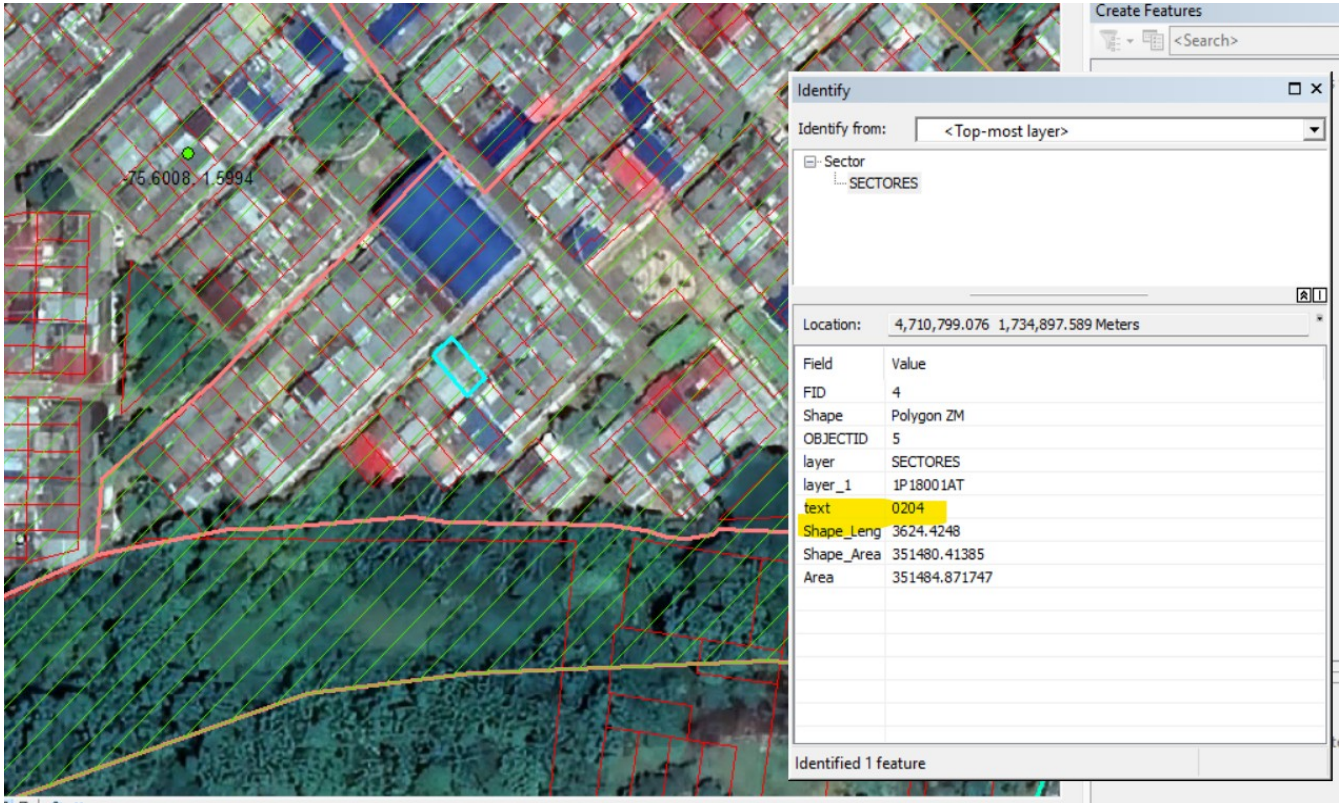 Create Features
<Search>
Identify
Identify from:
<Top-most layer>
Sector
SECTORES
-75.6008, 1.5994
Location:
4,710,799.076 1,734,897.589 Meters
Field Value
FID 4
Shape Polygon ZM
OBJECTID 5
layer SECTORES
layer_1 1P18001AT
text 0204
Shape_Leng 3624.4248
Shape_Area 351480.41385
Area 351484.871747
Identified 1 feature